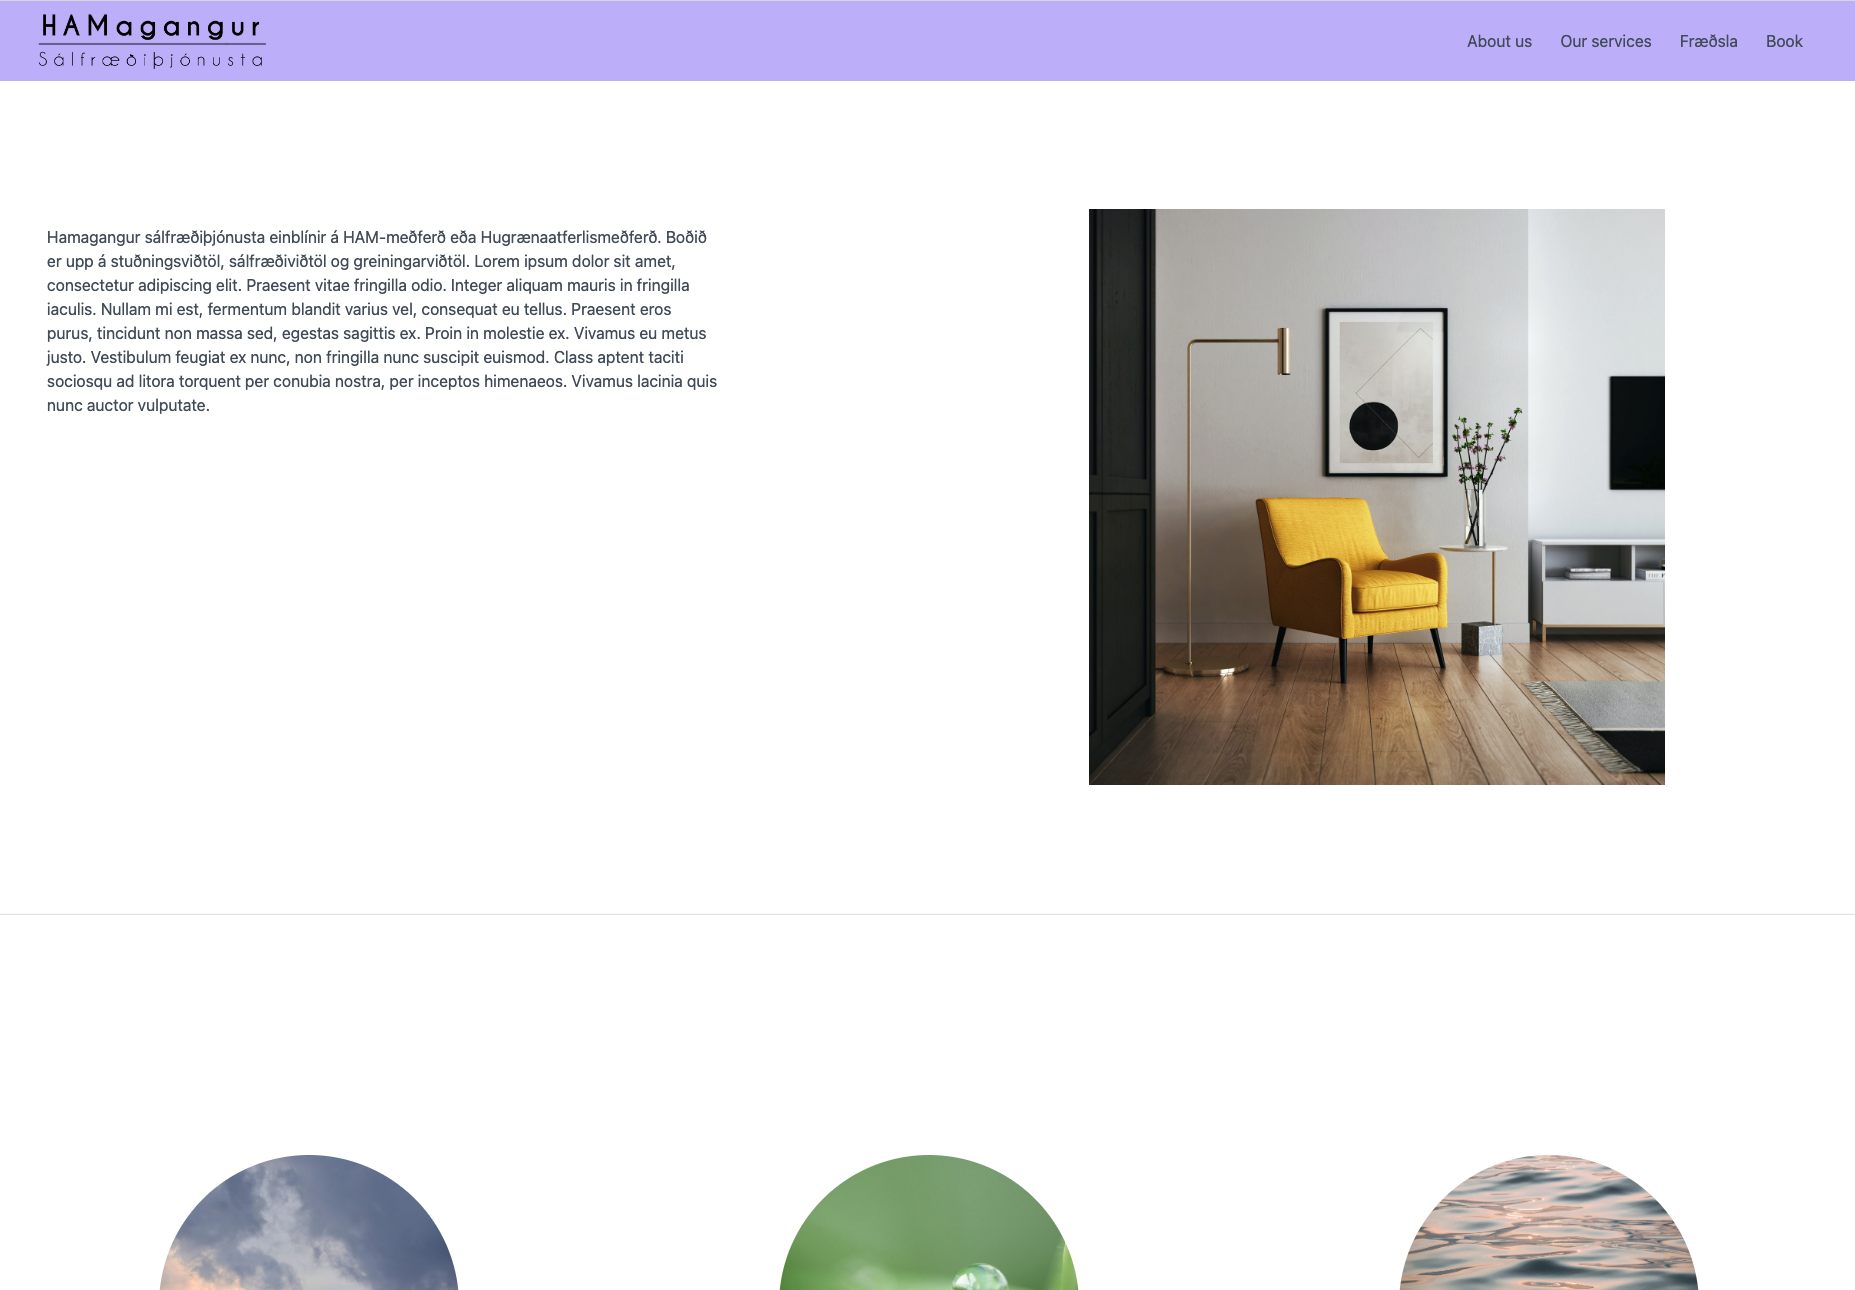 HAMagangur
Sálfræðiþjónusta
About us Our services Fræðsla Book
Hamagangur sálfræðiþjónusta einblínir á HAM-meðferð eða Hugrænaatferlismeðferð. Boðið
er upp á stuðningsviðtöl, sálfræðiviðtöl og greiningarviðtöl. Lorem ipsum dolor sit amet,
consectetur adipiscing elit. Praesent vitae fringilla odio. Integer aliquam mauris in fringilla
iaculis. Nullam mi est, fermentum blandit varius vel, consequat eu tellus. Praesent eros
purus, tincidunt non massa sed, egestas sagittis ex. Proin in molestie ex. Vivamus eu metus
justo. Vestibulum feugiat ex nunc, non fringilla nunc suscipit euismod. Class aptent taciti
sociosqu ad litora torquent per conubia nostra, per inceptos himenaeos. Vivamus lacinia quis
nunc auctor vulputate.